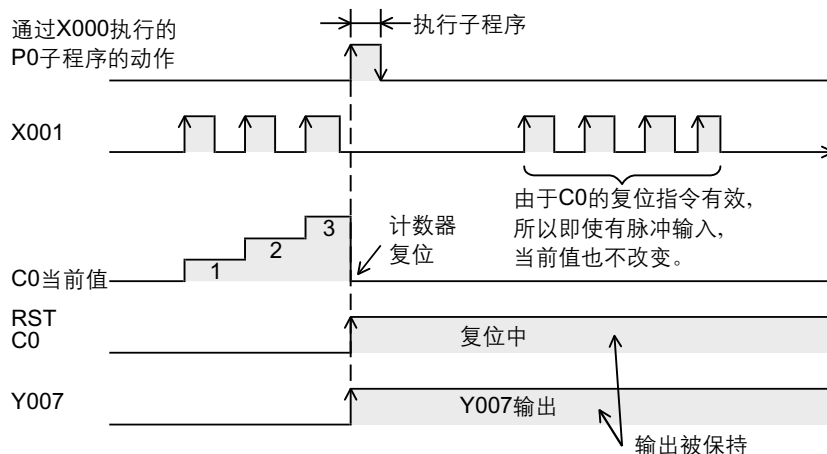 通过X000执行的
P0子程序的动作
执行子程序
X001
由于C0的复位指令有效,
所以即使有脉冲输入,
当前值也不改变。
计数器
复位
1
2
3
C0当前值
RST
C0
复位中
Y007
Y007输出
输出被保持